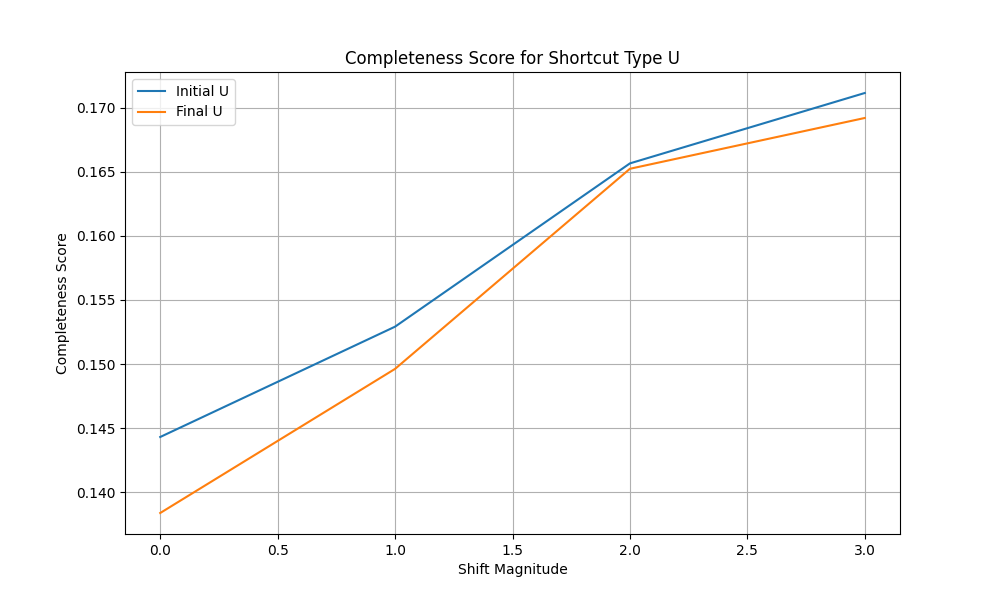 Completeness Score for Shortcut Type U
Initial U
Final U
Completeness Score
0.170
0.165
0.160
0.155
0.150
0.145
0.140
0.0 0.5 1.0 1.5 2.0 2.5 3.0
Shift Magnitude